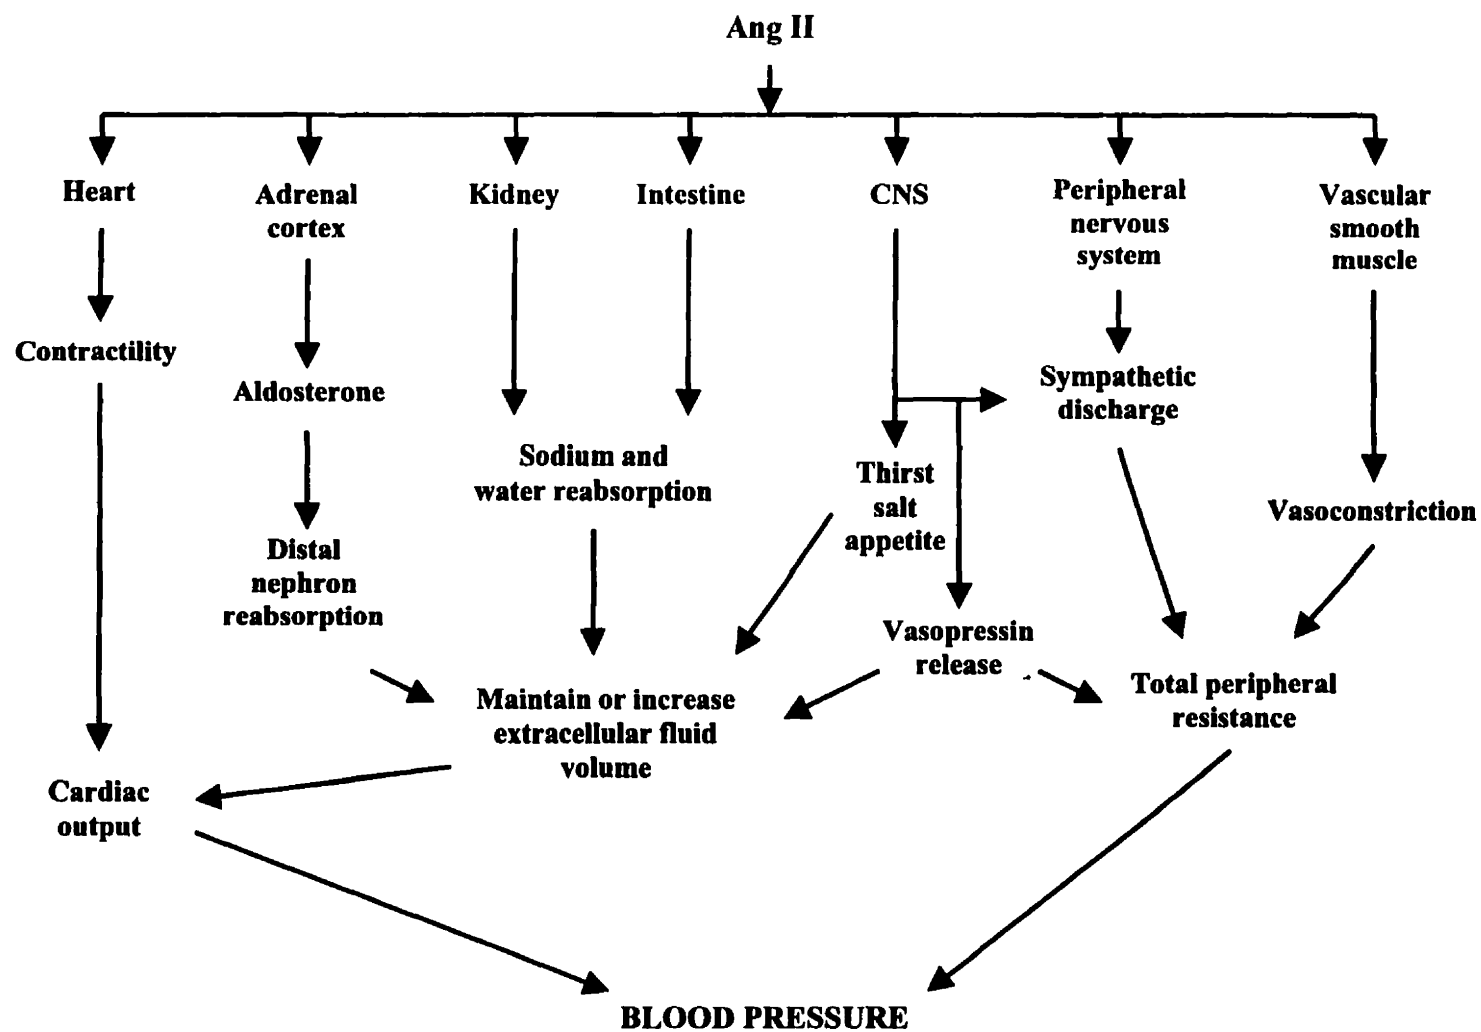 Ang II
Heart
Adrenal
cortex
Kidney
Intestine
CNS
Peripheral
nervous
system
Vascular
smooth
muscle
Contractility
Aldosterone
Sympathetic
discharge
Sodium and
water reabsorption
Thirst
salt
appetite
Vasoconstriction
Distal
nephron
reabsorption
Vasopressin
release
Maintain or increase
extracellular fluid
volume
Total peripheral
resistance
Cardiac
output
BLOOD PRESSURE